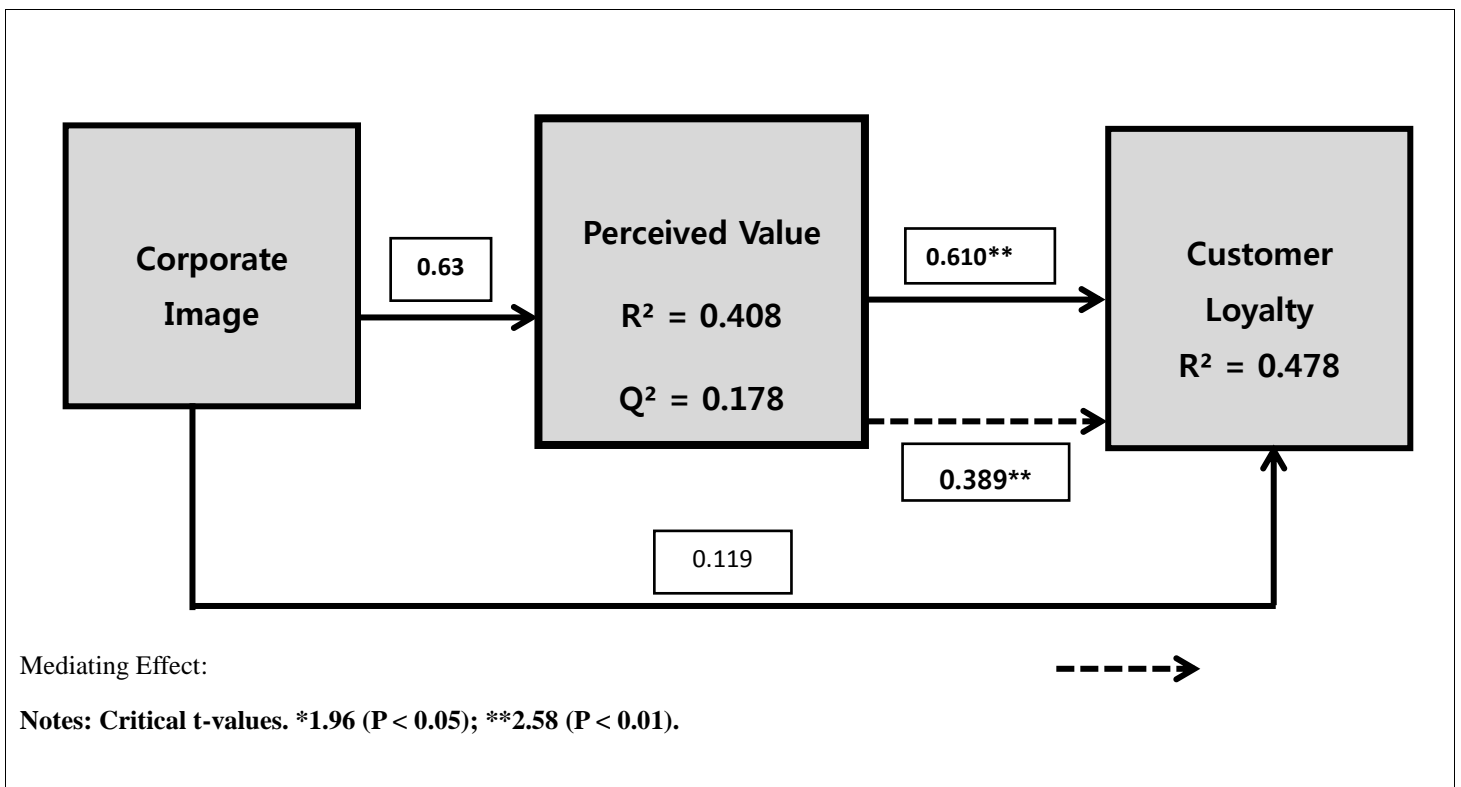 Corporate
Image
0.63
Perceived Value
R² = 0.408
Q² = 0.178
0.610**
0.389**
Customer
Loyalty
R² = 0.478
0.119
Mediating Effect:
Notes: Critical t-values. *1.96 (P < 0.05); **2.58 (P < 0.01).